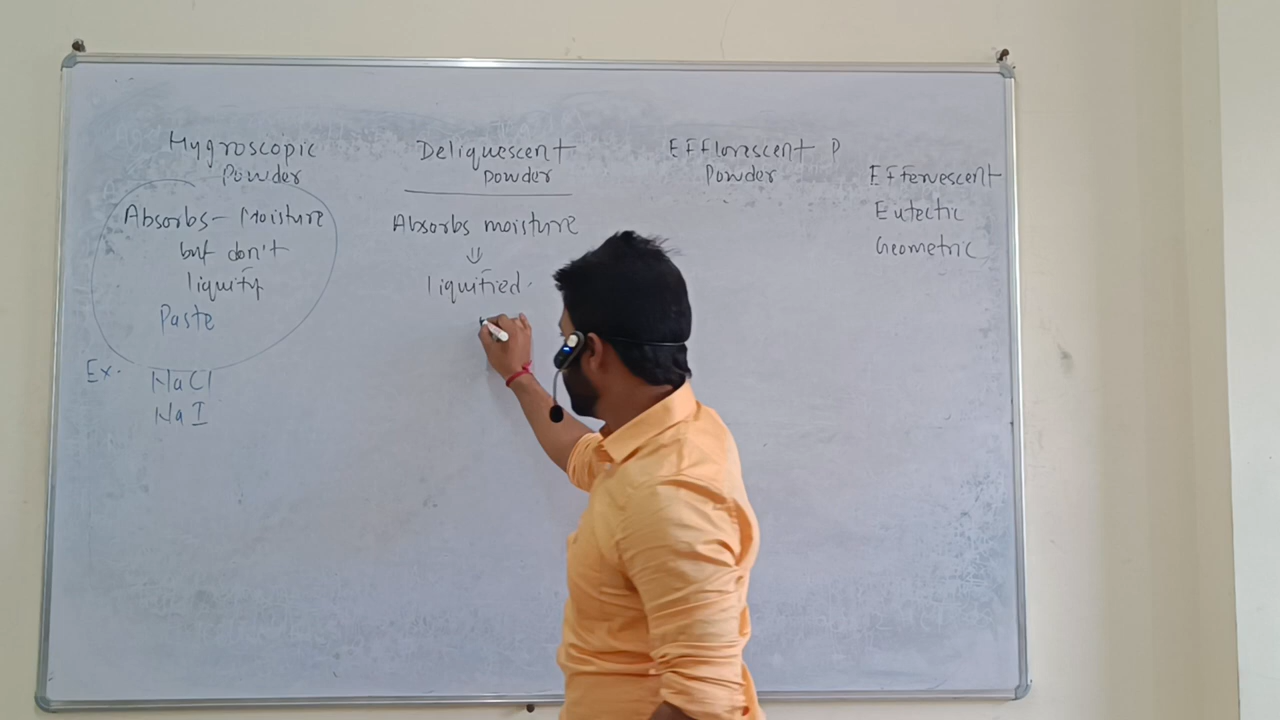 Hygroscopic
Powder
Absorbs- Moisture
but don't
liquify
Paste
Ex.
NaCl
NaI
Deliquescent
Powder
Absorbs moisture
⇓
liquified.
Efflorescent P
Powder
Effervescent
Eutectic
Geometric